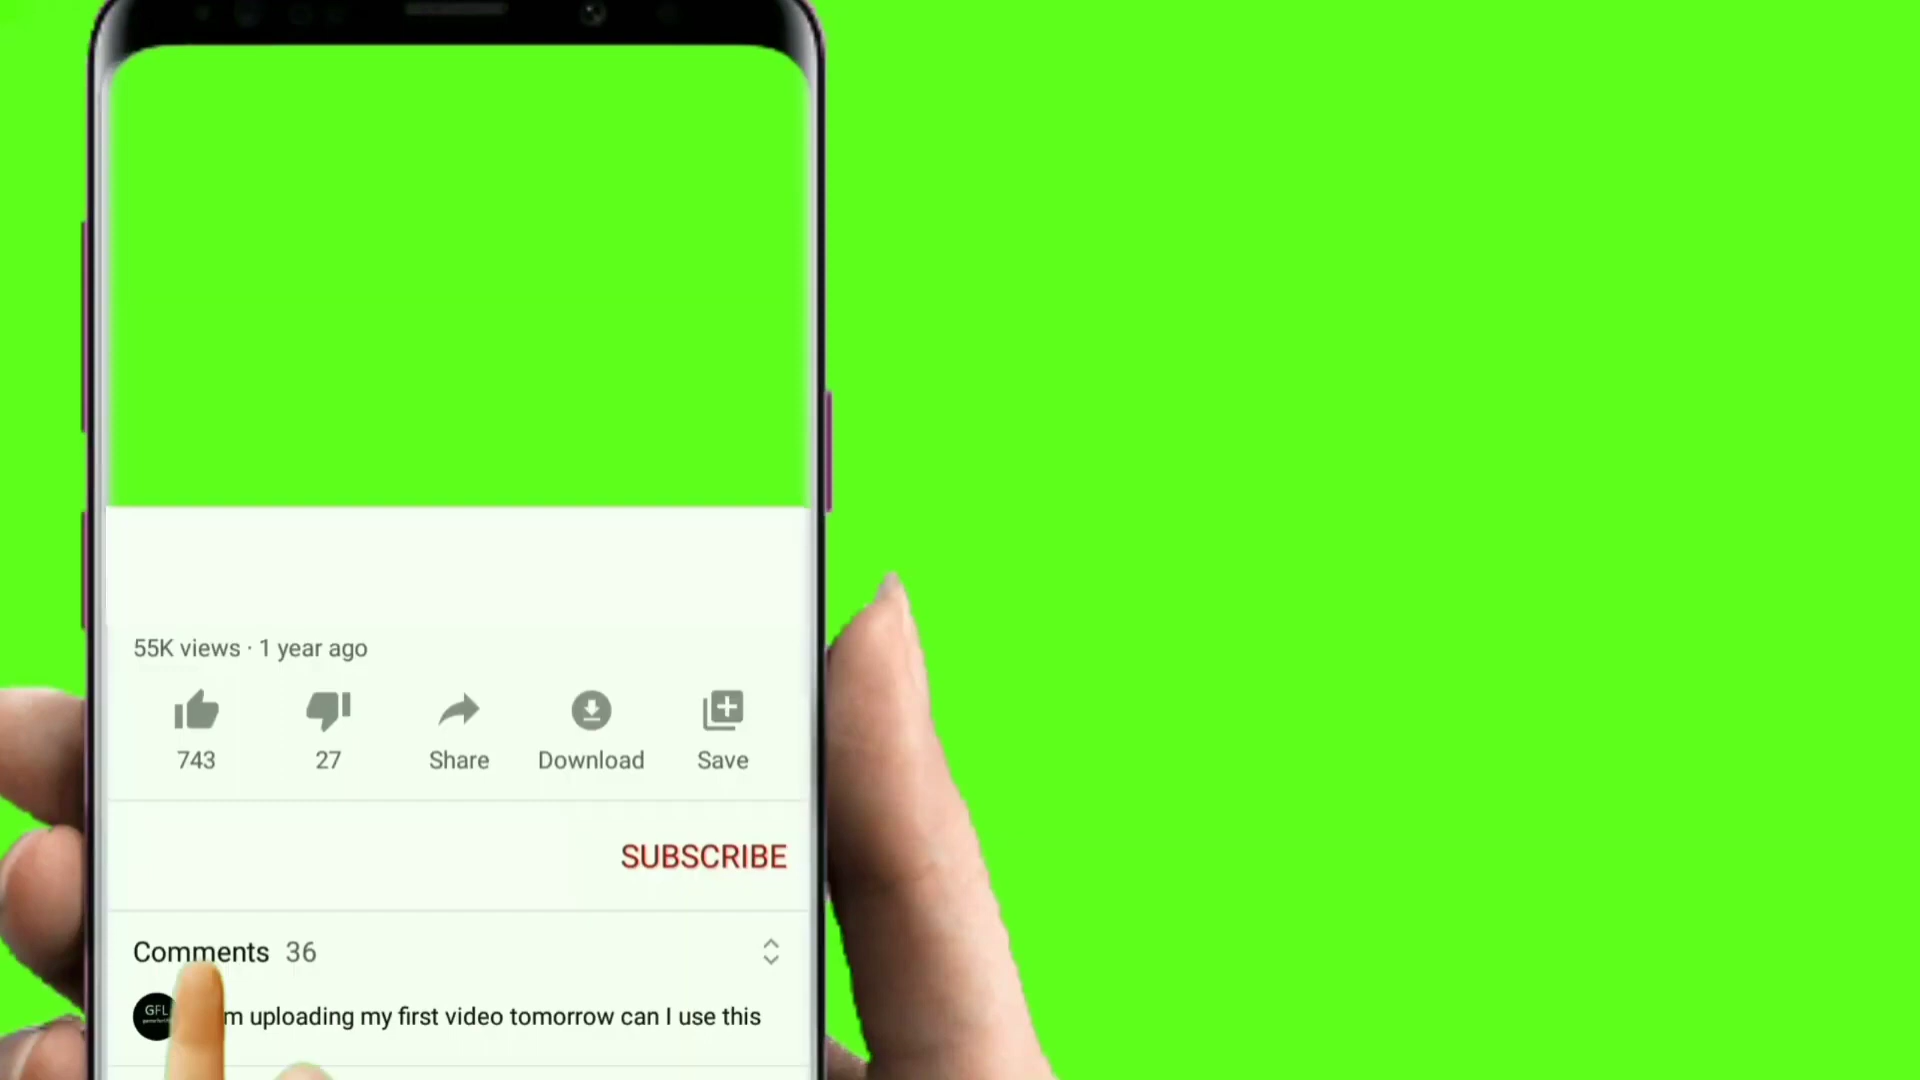 55K views · 1 year ago
743 27 Share Download Save
SUBSCRIBE
Comments 36
GFL
m uploading my first video tomorrow can I use this